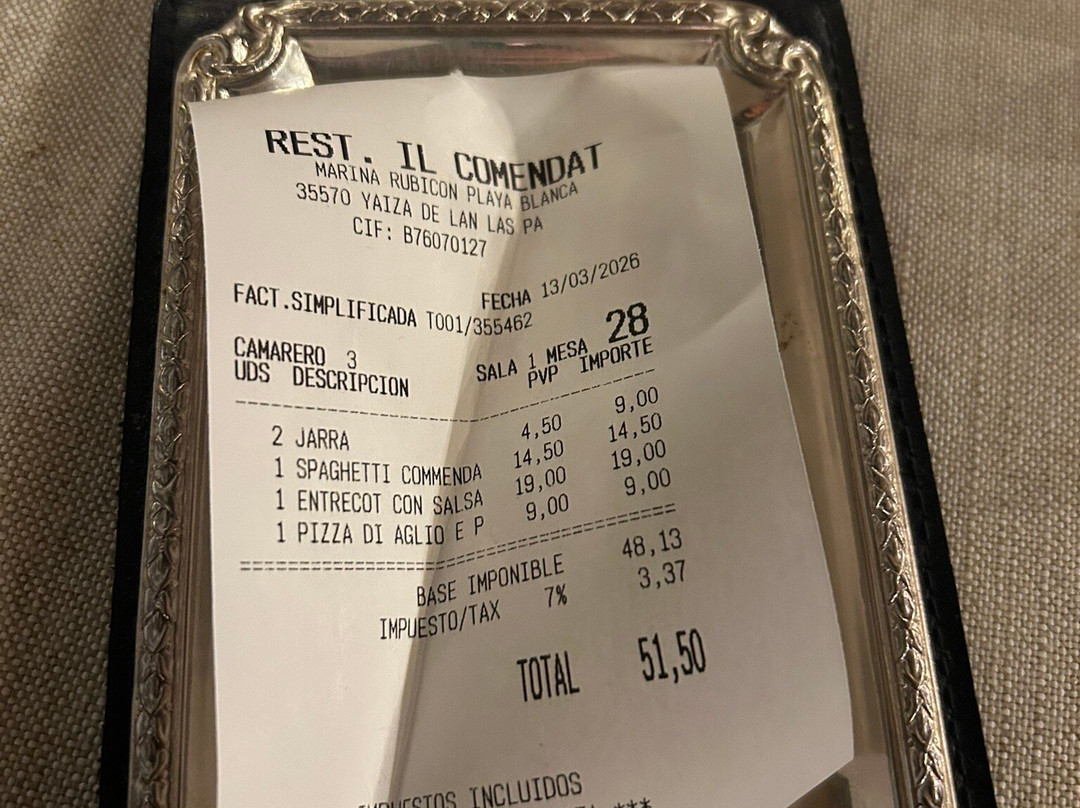 REST. IL COMENDAT
MARINA RUBICON PLAYA BLANCA
35570 YAIZA DE LAN LAS PA
CIF: B76070127
FECHA 13/03/2026
FACT.SIMPLIFICADA T001/355462
CAMARERO 3 SALA 1 MESA 28
UDS DESCRIPCION PVP IMPORTE
2 JARRA 4,50 9,00
1 SPAGHETTI COMMENDA 14,50 14,50
1 ENTRECOT CON SALSA 19,00 19,00
1 PIZZA DI AGLIO E P 9,00 9,00
BASE IMPONIBLE 48,13
IMPUESTO/TAX 7% 3,37
TOTAL 51,50
INCLUIDOS
***